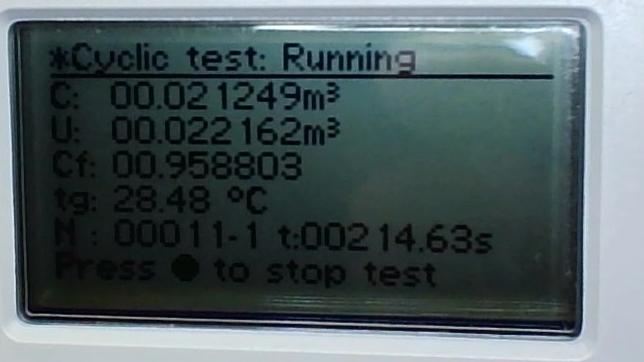 *Cyclic test: Running
C: 00.021249m³
U: 00.022162m³
Cf: 00.958803
tg: 28.48 °C
N : 00011-1 t:00214.63s
Press ● to stop test